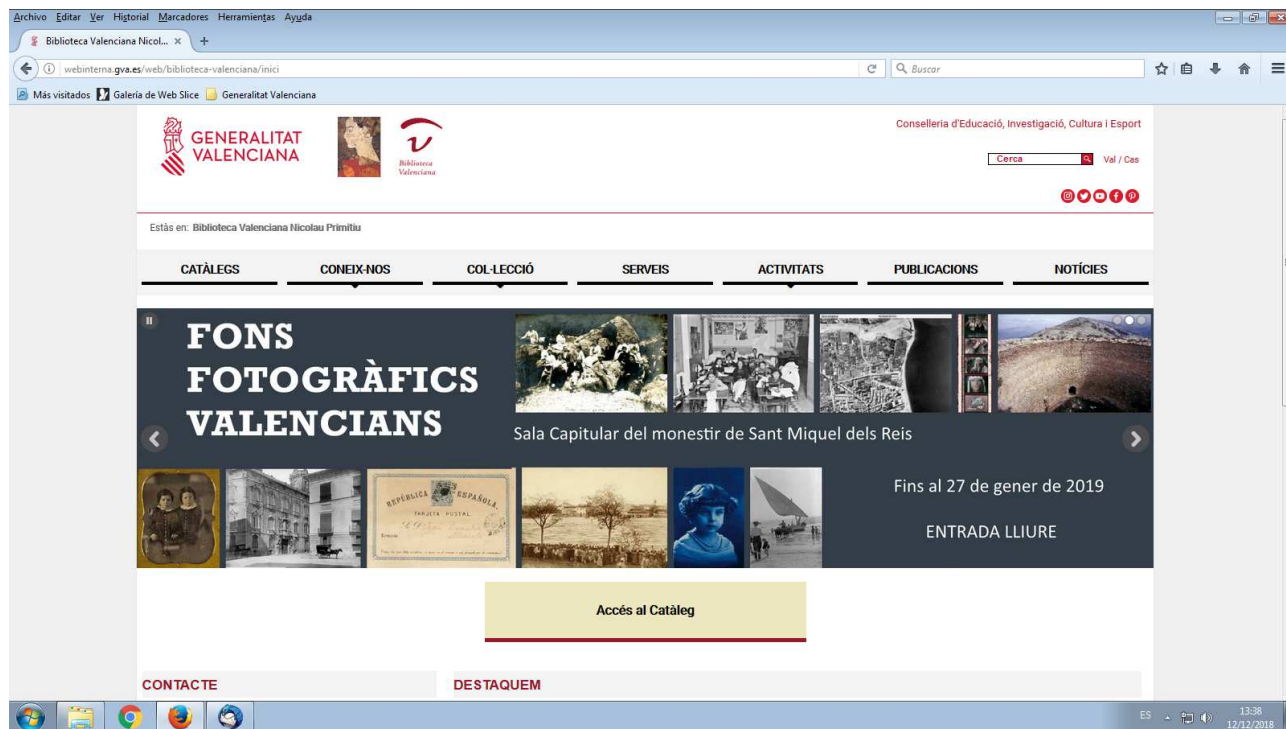 Archivo Editar Ver Historial Marcadores Herramientas Ayuda
Biblioteca Valenciana Nicol... × +
webinterna.gva.es/web/biblioteca-valenciana/inici
Buscar
Más visitados Galería de Web Slice Generalitat Valenciana
GENERALITAT
VALENCIANA
Biblioteca
Valenciana
Conselleria d'Educació, Investigació, Cultura i Esport
Cerca
Val / Cas
Estàs en: Biblioteca Valenciana Nicolau Primitiu
CATÀLEGS CONEIX-NOS COL·LECCIÓ SERVEIS ACTIVITATS PUBLICACIONS NOTÍCIES
FONS
FOTOGRÀFICS
VALENCIANS
Sala Capitular del monestir de Sant Miquel dels Reis
REPÚBLICA ESPAÑOLA
TARJETA POSTAL
Fins al 27 de gener de 2019
ENTRADA LLIURE
Accés al Catàleg
CONTACTE
DESTAQUEM
ES
13:38
12/12/2018